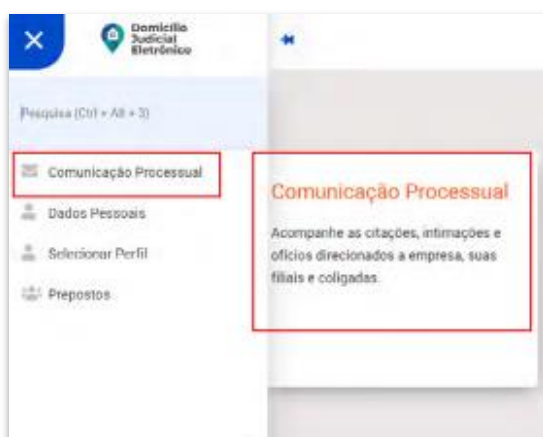 Domicílio
Judicial
Eletrônico
Pesquisa (Ctrl + Alt + 3)
Comunicação Processual
Dados Pessoais
Selecionar Perfil
Prepostos
Comunicação Processual
Acompanhe as citações, intimações e
ofícios direcionados a empresa, suas
filiais e coligadas.